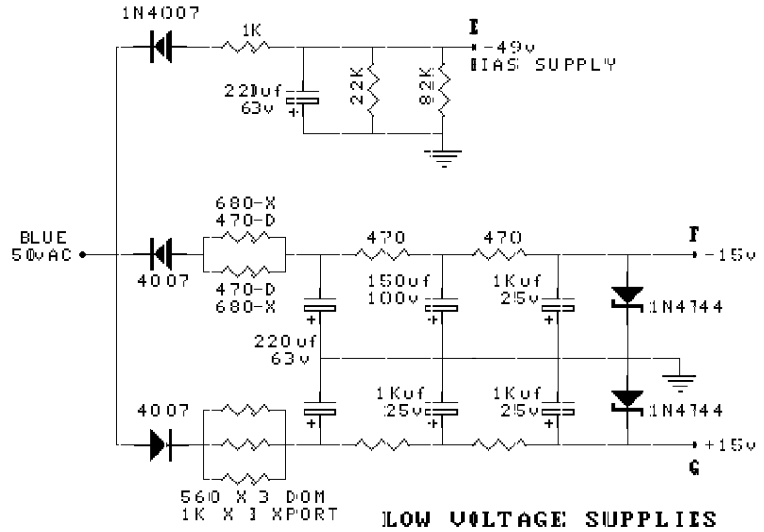 1N4007
1K
E
-49v
BIAS SUPPLY
220uf
63v
22K
82K
+
680-X
470-D
BLUE
50vAC
4007
470-D
680-X
470
470
F
-15v
150uf
100v
1Kuf
25v
1N4744
+
+
+
220uf
63v
4007
1Kuf
25v
1Kuf
25v
1N4744
+
+
+
+15v
G
560 X 3 DOM
1K X 3 XPORT
LOW VOLTAGE SUPPLIES